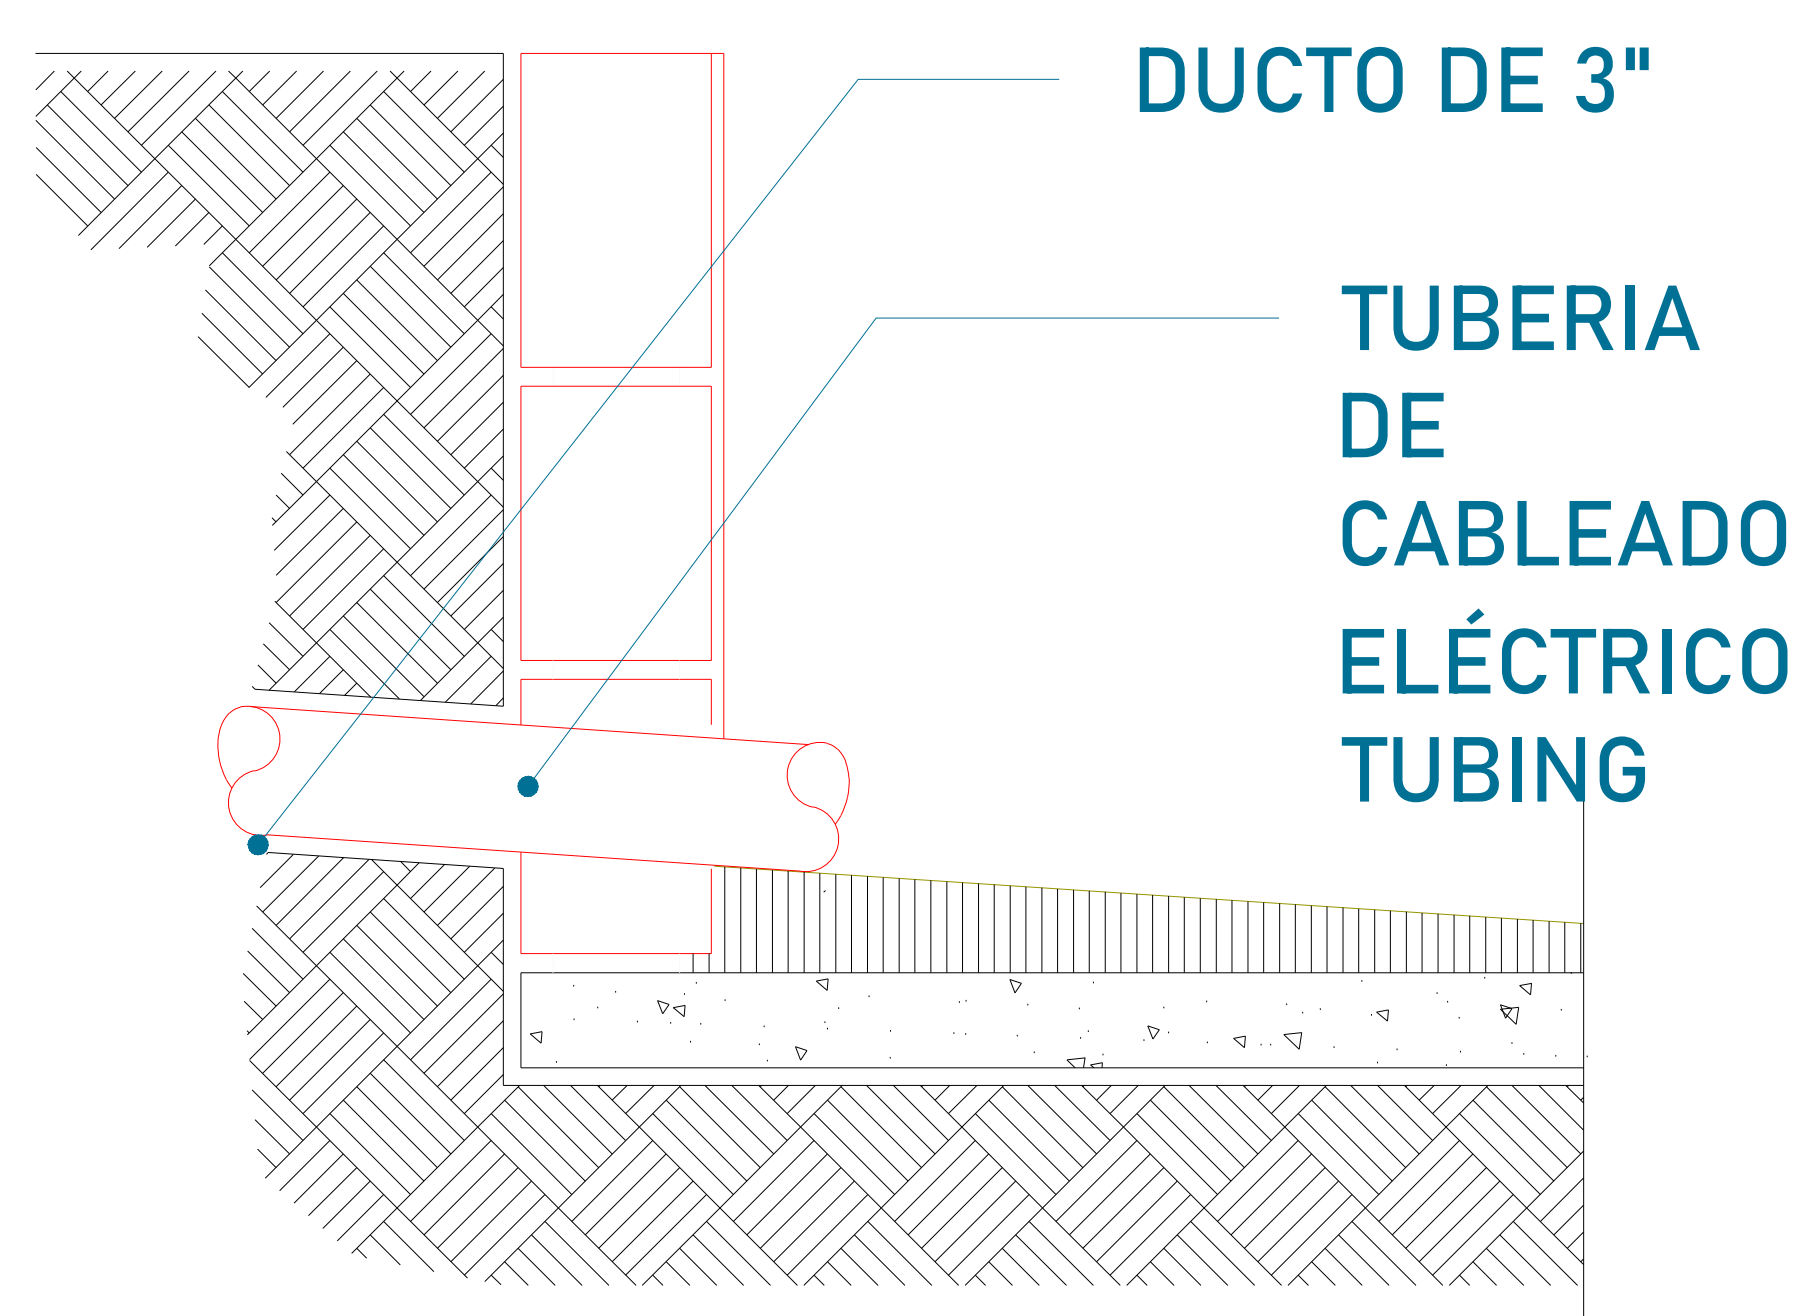 DUCTO DE 3"
TUBERIA
DE
CABLEADO
ELÉCTRICO
TUBING